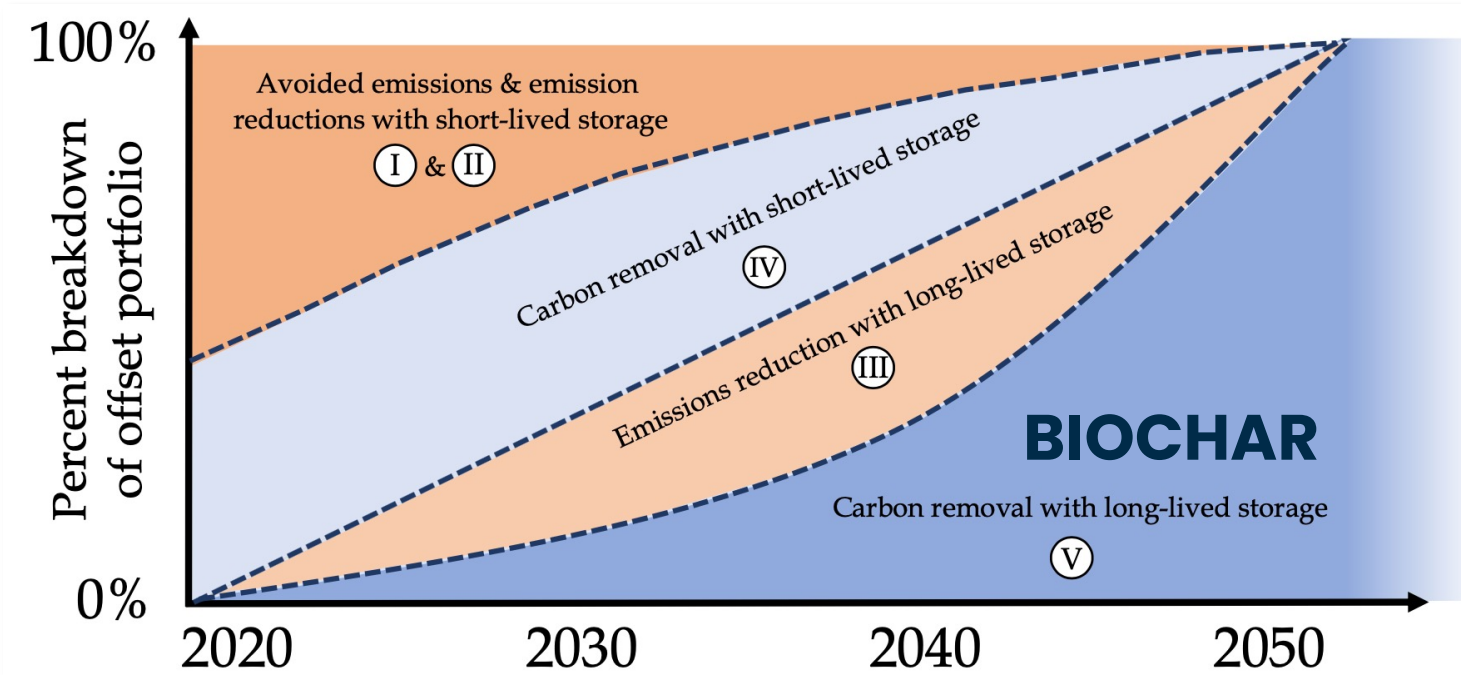 100%
Percent breakdown
of offset portfolio
0%
Avoided emissions & emission
reductions with short-lived storage
I & II
Carbon removal with short-lived storage
IV
Emissions reduction with long-lived storage
III
BIOCHAR
Carbon removal with long-lived storage
V
2020 2030 2040 2050